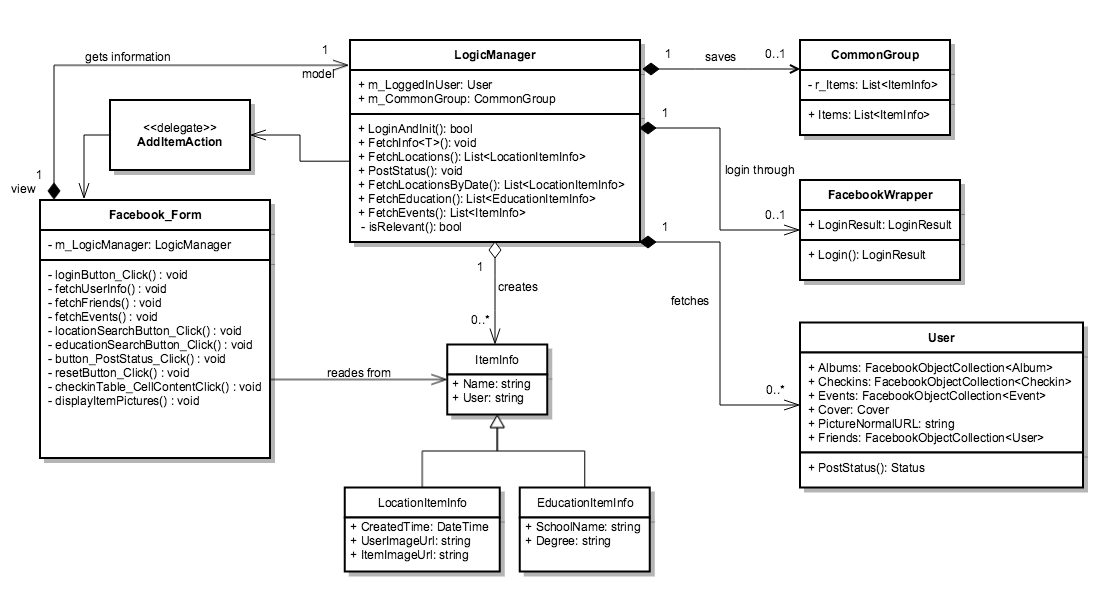 gets information
1
model
LogicManager
+ m_LoggedInUser: User
+ m_CommonGroup: CommonGroup
+ LoginAndInit(): bool
+ FetchInfo<T>(): void
+ FetchLocations(): List<LocationItemInfo>
+ PostStatus(): void
+ FetchLocationsByDate(): List<LocationItemInfo>
+ FetchEducation(): List<EducationItemInfo>
+ FetchEvents(): List<ItemInfo>
- isRelevant(): bool
1
saves
0..1
CommonGroup
- r_Items: List<ItemInfo>
+ Items: List<ItemInfo>
<<delegate>>
AddItemAction
1
login through
0..1
FacebookWrapper
+ LoginResult: LoginResult
+ Login(): LoginResult
1
view
Facebook_Form
- m_LogicManager: LogicManager
- loginButton_Click() : void
- fetchUserInfo() : void
- fetchFriends() : void
- fetchEvents() : void
- locationSearchButton_Click() : void
- educationSearchButton_Click() : void
- button_PostStatus_Click() : void
- resetButton_Click() : void
- checkinTable_CellContentClick() : void
- displayItemPictures() : void
1
creates
0..*
1
fetches
0..*
User
+ Albums: FacebookObjectCollection<Album>
+ Checkins: FacebookObjectCollection<Checkin>
+ Events: FacebookObjectCollection<Event>
+ Cover: Cover
+ PictureNormalURL: string
+ Friends: FacebookObjectCollection<User>
+ PostStatus(): Status
reades from
ItemInfo
+ Name: string
+ User: string
LocationItemInfo
+ CreatedTime: DateTime
+ UserImageUrl: string
+ ItemImageUrl: string
EducationItemInfo
+ SchoolName: string
+ Degree: string